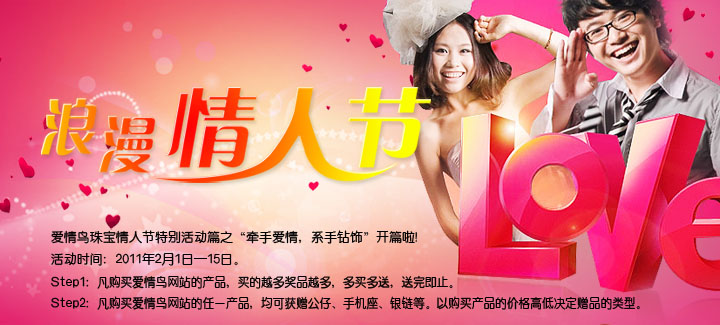 浪漫情人节
LOVe
爱情鸟珠宝情人节特别活动篇之“牵手爱情，系手钻饰”开篇啦!
活动时间：2011年2月1日—15日。
Step1：凡购买爱情鸟网站的产品，买的越多奖品越多，多买多送，送完即止。
Step2：凡购买爱情鸟网站的任一产品，均可获赠公仔、手机座、银链等。以购买产品的价格高低决定赠品的类型。